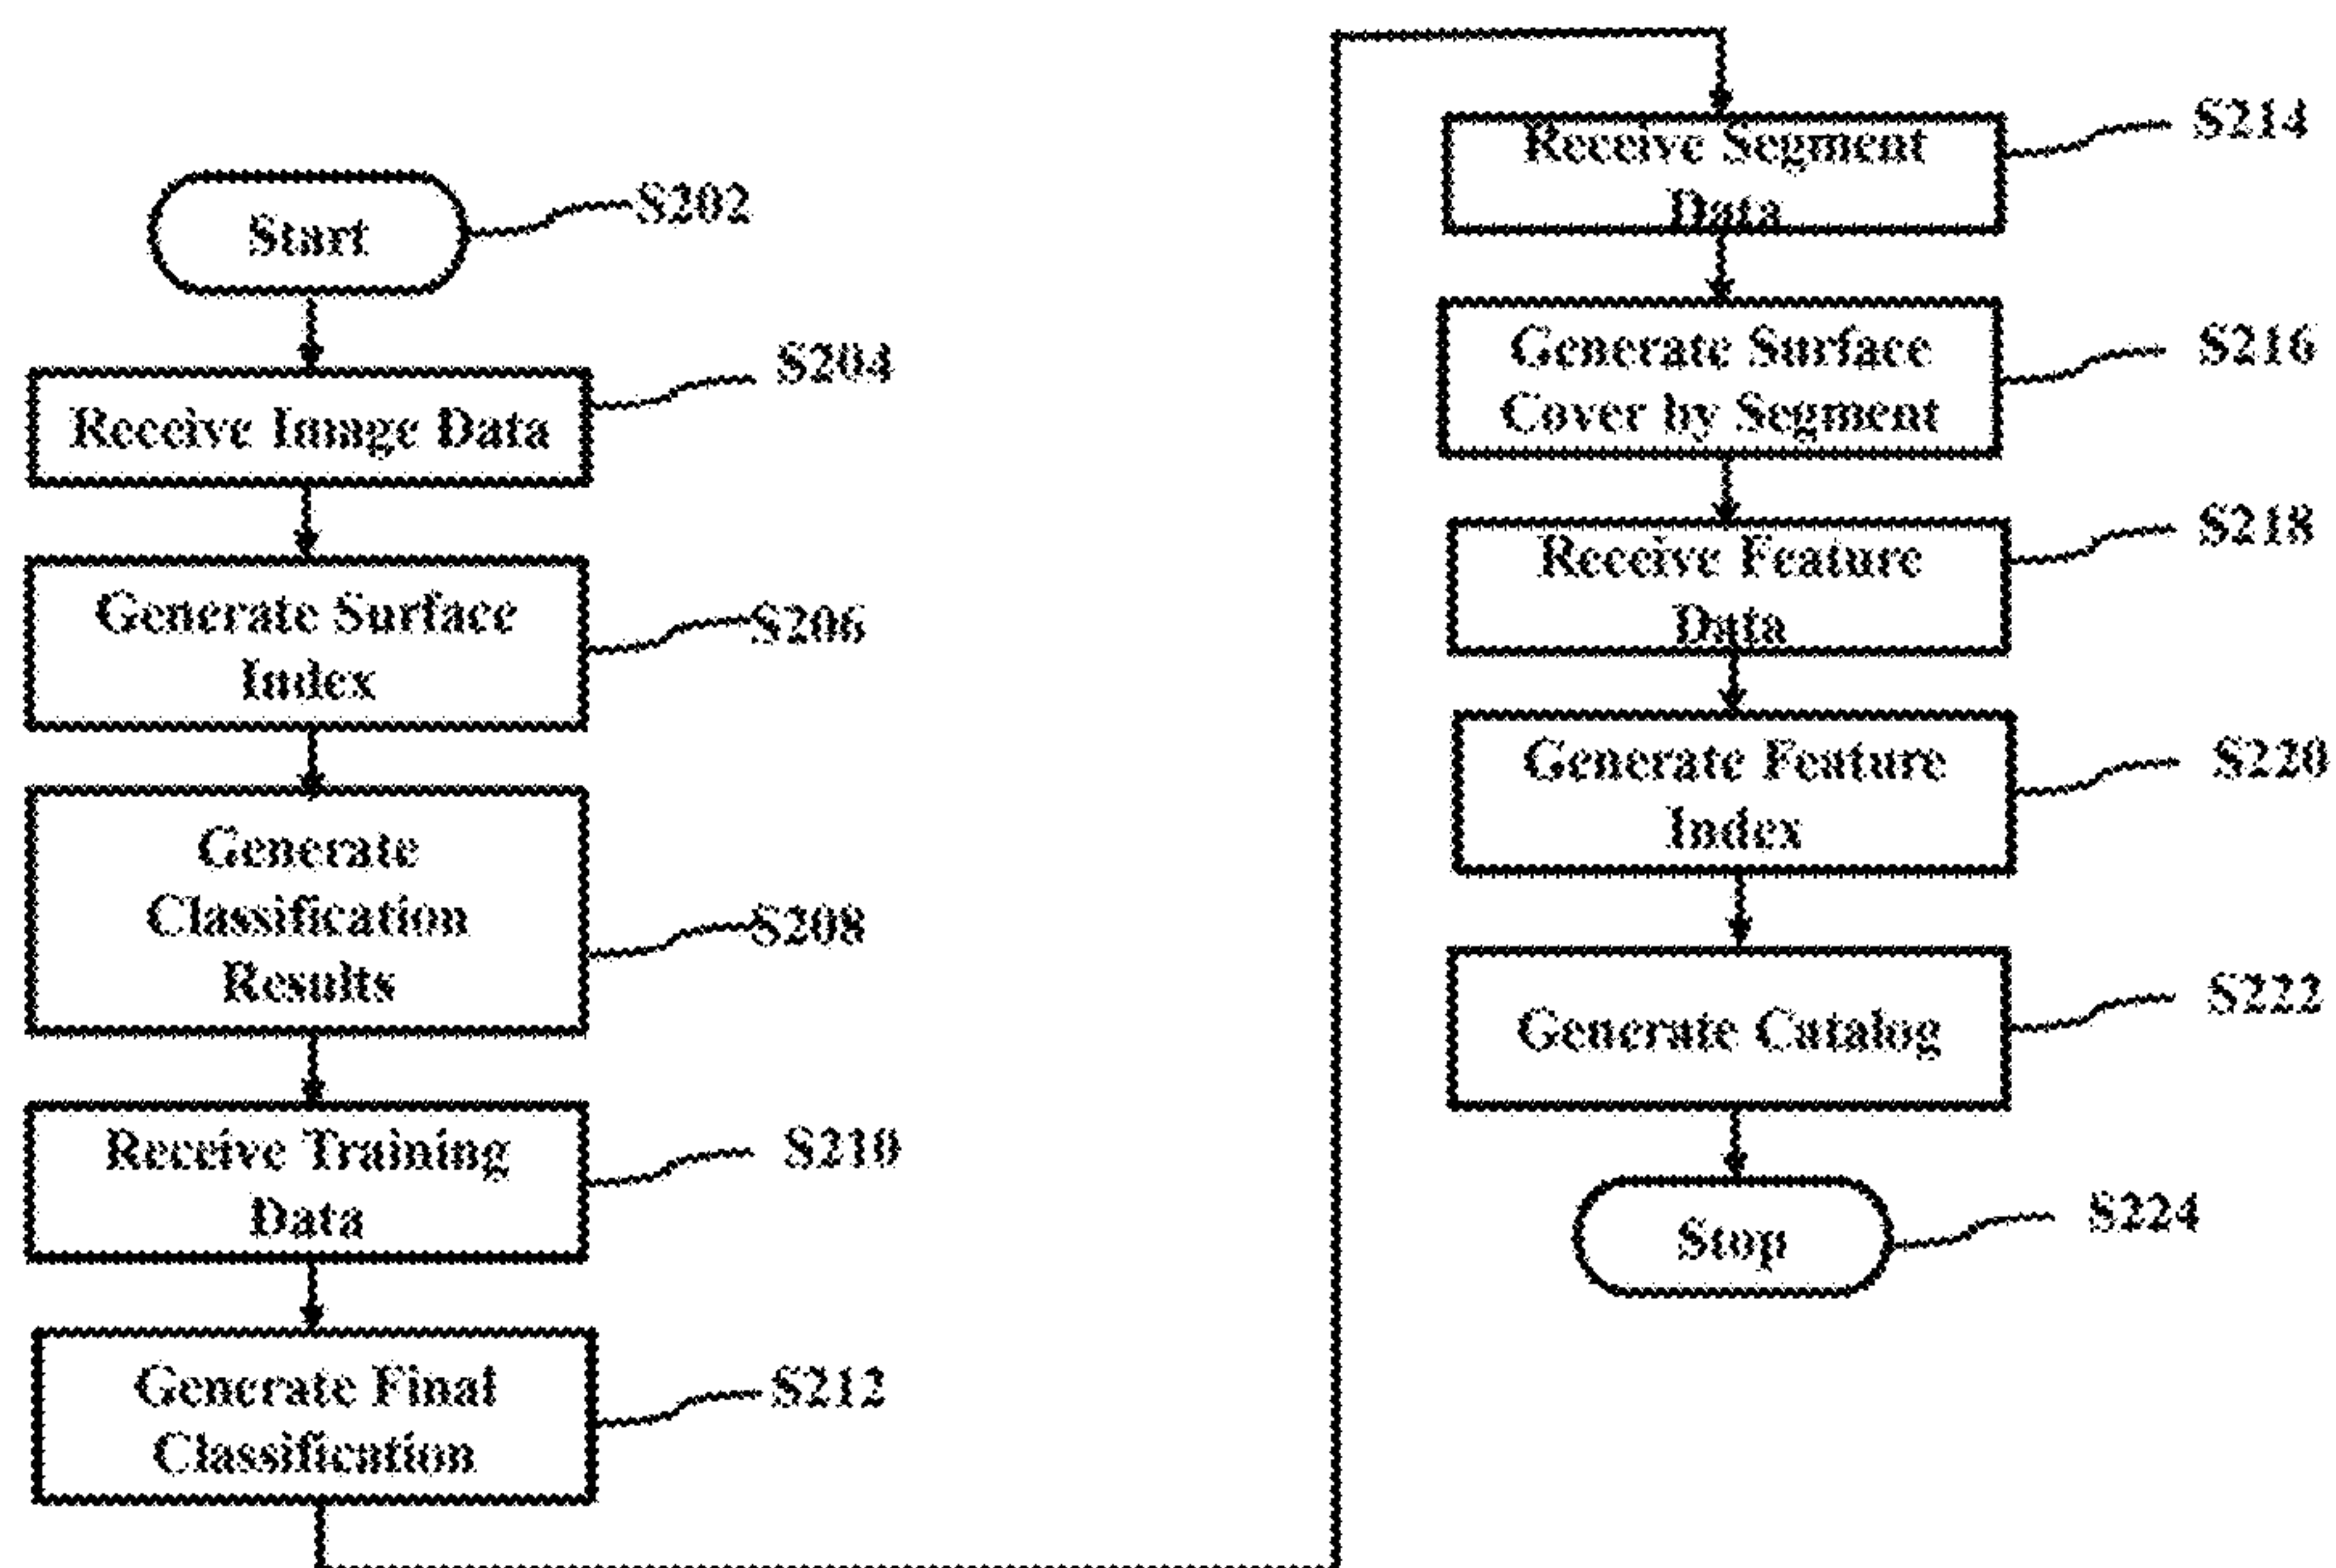 Start
S202
Receive Image Data
S204
Generate Surface
Index
S206
Generate
Classification
Results
S208
Receive Training
Data
S210
Generate Final
Classification
S212
Receive Segment
Data
S214
Generate Surface
Cover by Segment
S216
Receive Feature
Data
S218
Generate Feature
Index
S220
Generate Catalog
S222
Stop
S224